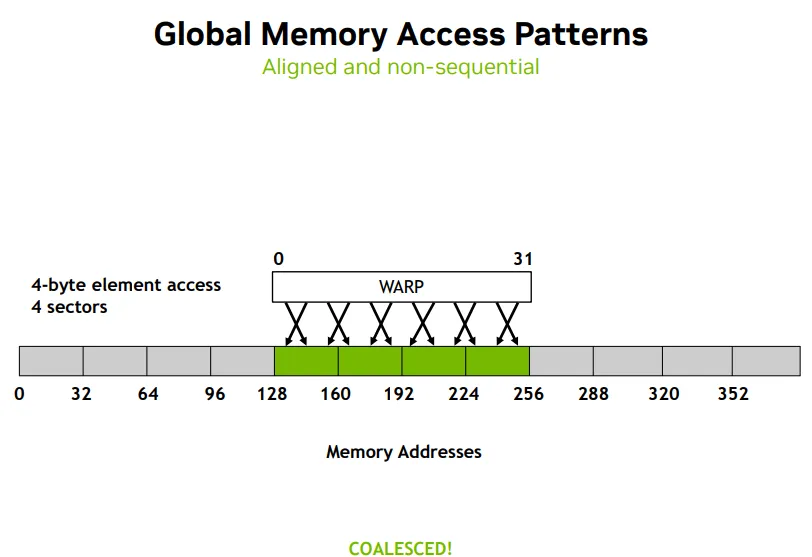 Global Memory Access Patterns
Aligned and non-sequential
0 31
4-byte element access
4 sectors
WARP
0 32 64 96 128 160 192 224 256 288 320 352
Memory Addresses
COALESCED!